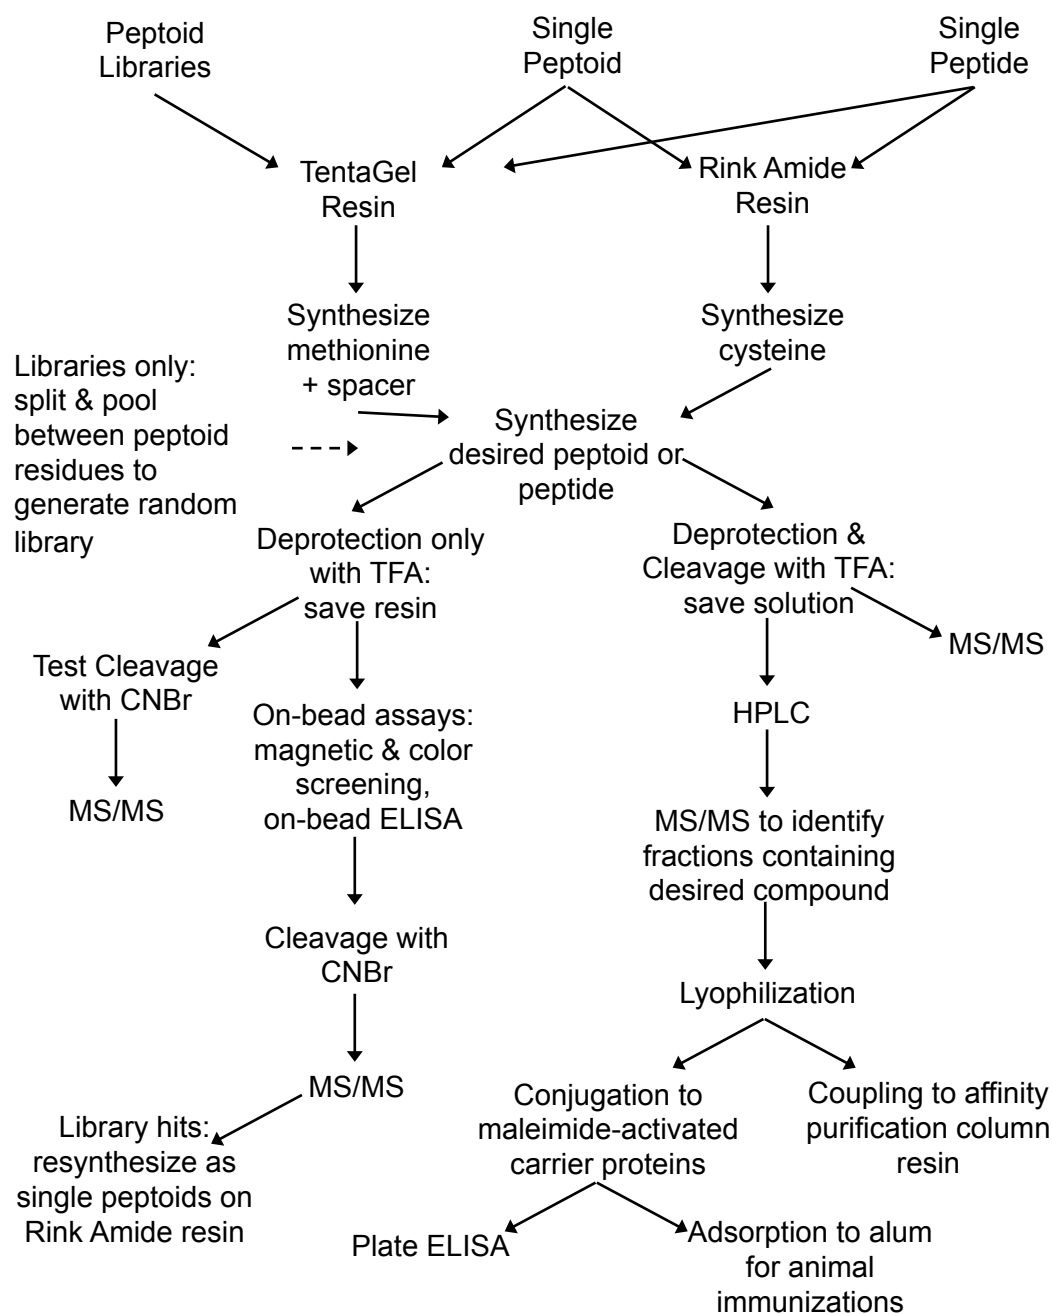 Peptoid
Libraries
Single
Peptoid
Single
Peptide
TentaGel
Resin
Rink Amide
Resin
Synthesize
methionine
+ spacer
Synthesize
cysteine
Libraries only:
split & pool
between peptoid
residues to
generate random
library
Synthesize
desired peptoid or
peptide
Deprotection only
with TFA:
save resin
Deprotection &
Cleavage with TFA:
save solution
MS/MS
Test Cleavage
with CNBr
MS/MS
On-bead assays:
magnetic & color
screening,
on-bead ELISA
HPLC
MS/MS to identify
fractions containing
desired compound
Cleavage with
CNBr
Lyophilization
MS/MS
Library hits:
resynthesize as
single peptoids on
Rink Amide resin
Conjugation to
maleimide-activated
carrier proteins
Coupling to affinity
purification column
resin
Plate ELISA
Adsorption to alum
for animal
immunizations